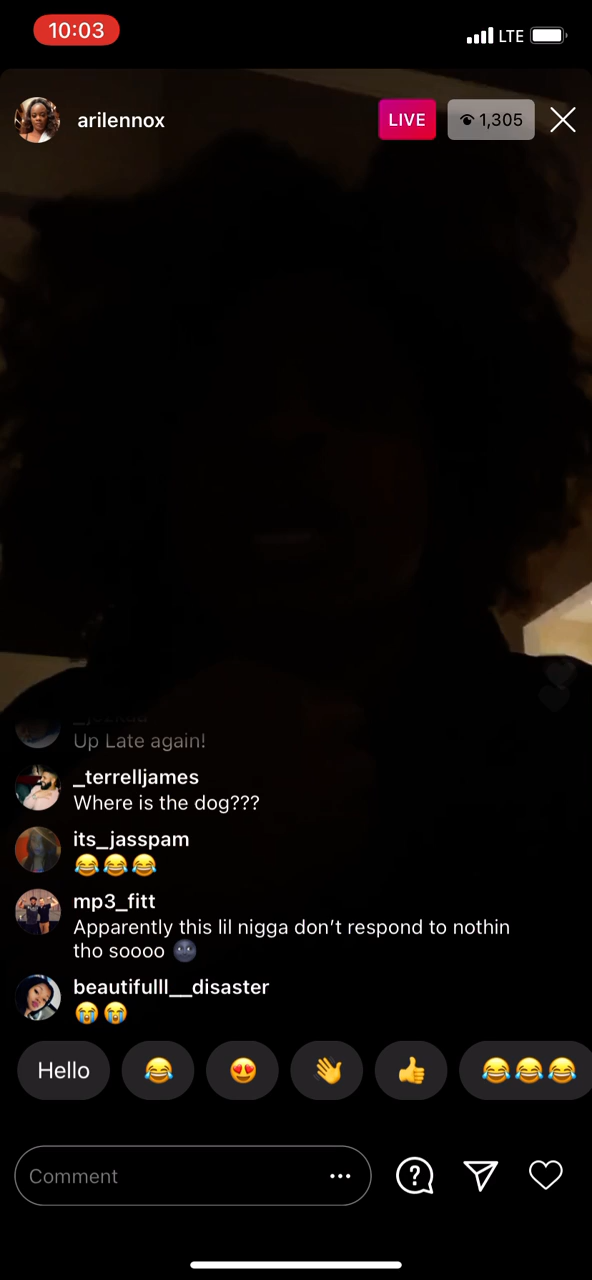 10:03
LTE
arilennox
LIVE
1,305
Up Late again!
_terrelljames
Where is the dog???
its_jasspam
😂😂😂
mp3_fitt
Apparently this lil nigga don’t respond to nothin
tho soooo 🌚
beautifulll__disaster
😭😭
Hello 😂 😍 👋 👍 😂😂😂
Comment